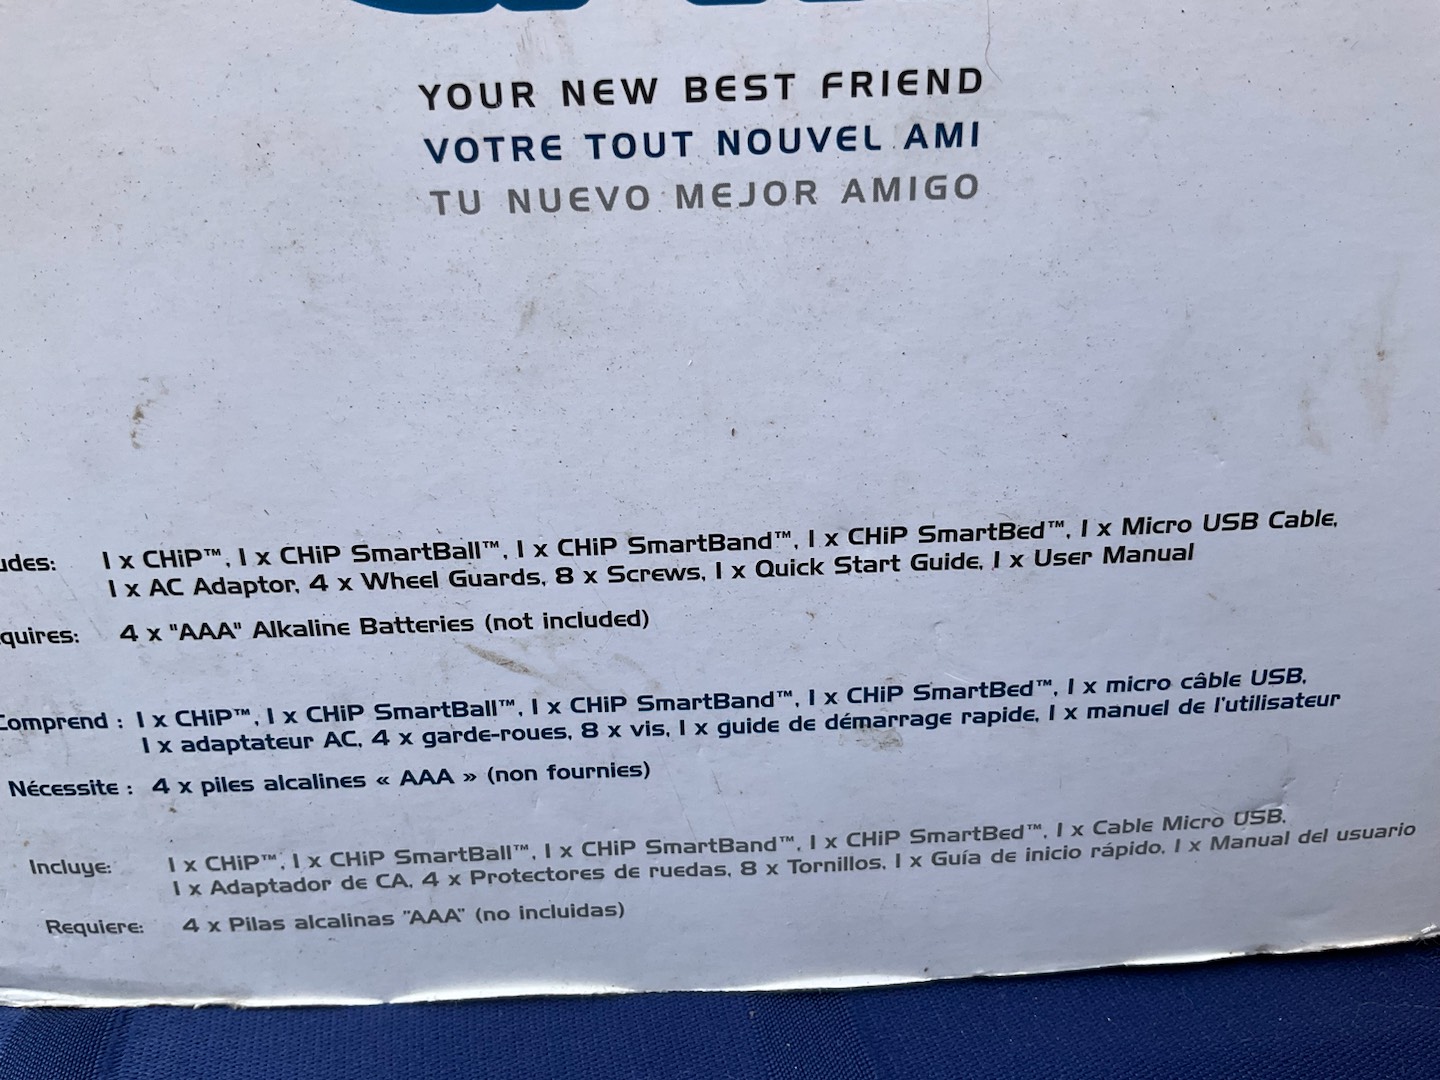 YOUR NEW BEST FRIEND
VOTRE TOUT NOUVEL AMI
TU NUEVO MEJOR AMIGO
udes: 1 x CHiP™, 1 x CHiP SmartBall™, 1 x CHiP SmartBand™, 1 x CHiP SmartBed™, 1 x Micro USB Cable,
1 x AC Adaptor, 4 x Wheel Guards, 8 x Screws, 1 x Quick Start Guide, 1 x User Manual
quires: 4 x "AAA" Alkaline Batteries (not included)
Comprend : 1 x CHiP™, 1 x CHiP SmartBall™, 1 x CHiP SmartBand™, 1 x CHiP SmartBed™, 1 x micro câble USB,
1 x adaptateur AC, 4 x garde-roues, 8 x vis, 1 x guide de démarrage rapide, 1 x manuel de l'utilisateur
Nécessite : 4 x piles alcalines « AAA » (non fournies)
Incluye: 1 x CHiP™, 1 x CHiP SmartBall™, 1 x CHiP SmartBand™, 1 x CHiP SmartBed™, 1 x Cable Micro USB,
1 x Adaptador de CA, 4 x Protectores de ruedas, 8 x Tornillos, 1 x Guía de inicio rápido, 1 x Manual del usuario
Requiere: 4 x Pilas alcalinas "AAA" (no incluidas)